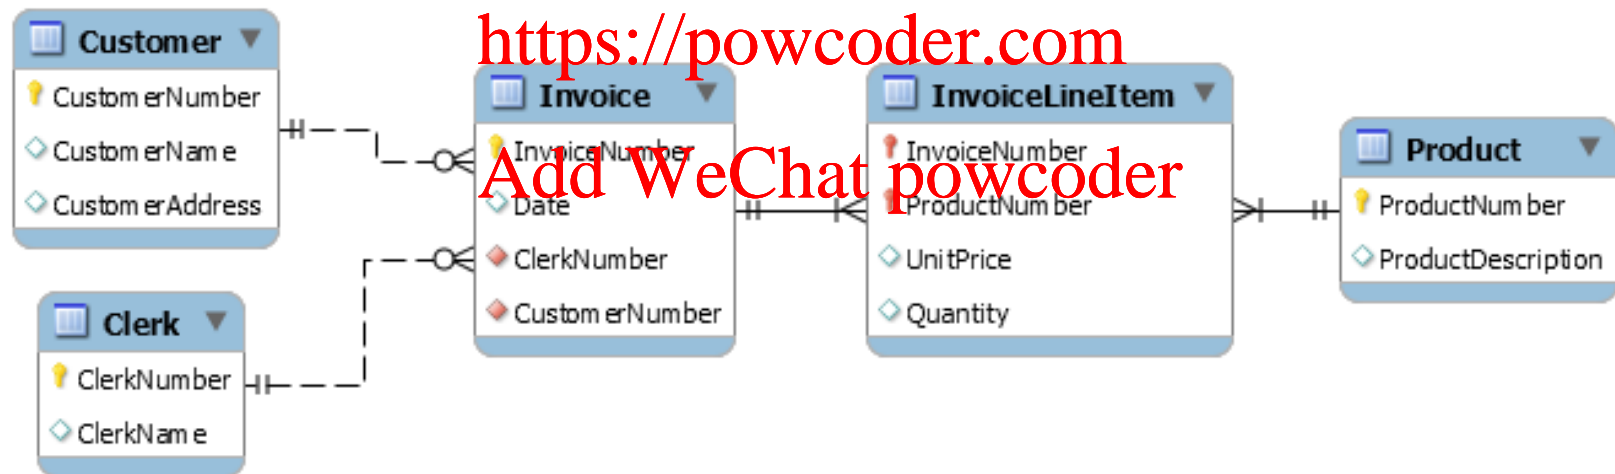 Customer
CustomerNumber
CustomerName
CustomerAddress
Clerk
ClerkNumber
ClerkName
https://powcoder.com
Invoice
InvoiceNumber
Add WeChat powcoder
Date
ClerkNumber
CustomerNumber
InvoiceLineItem
InvoiceNumber
ProductNumber
UnitPrice
Quantity
Product
ProductNumber
ProductDescription